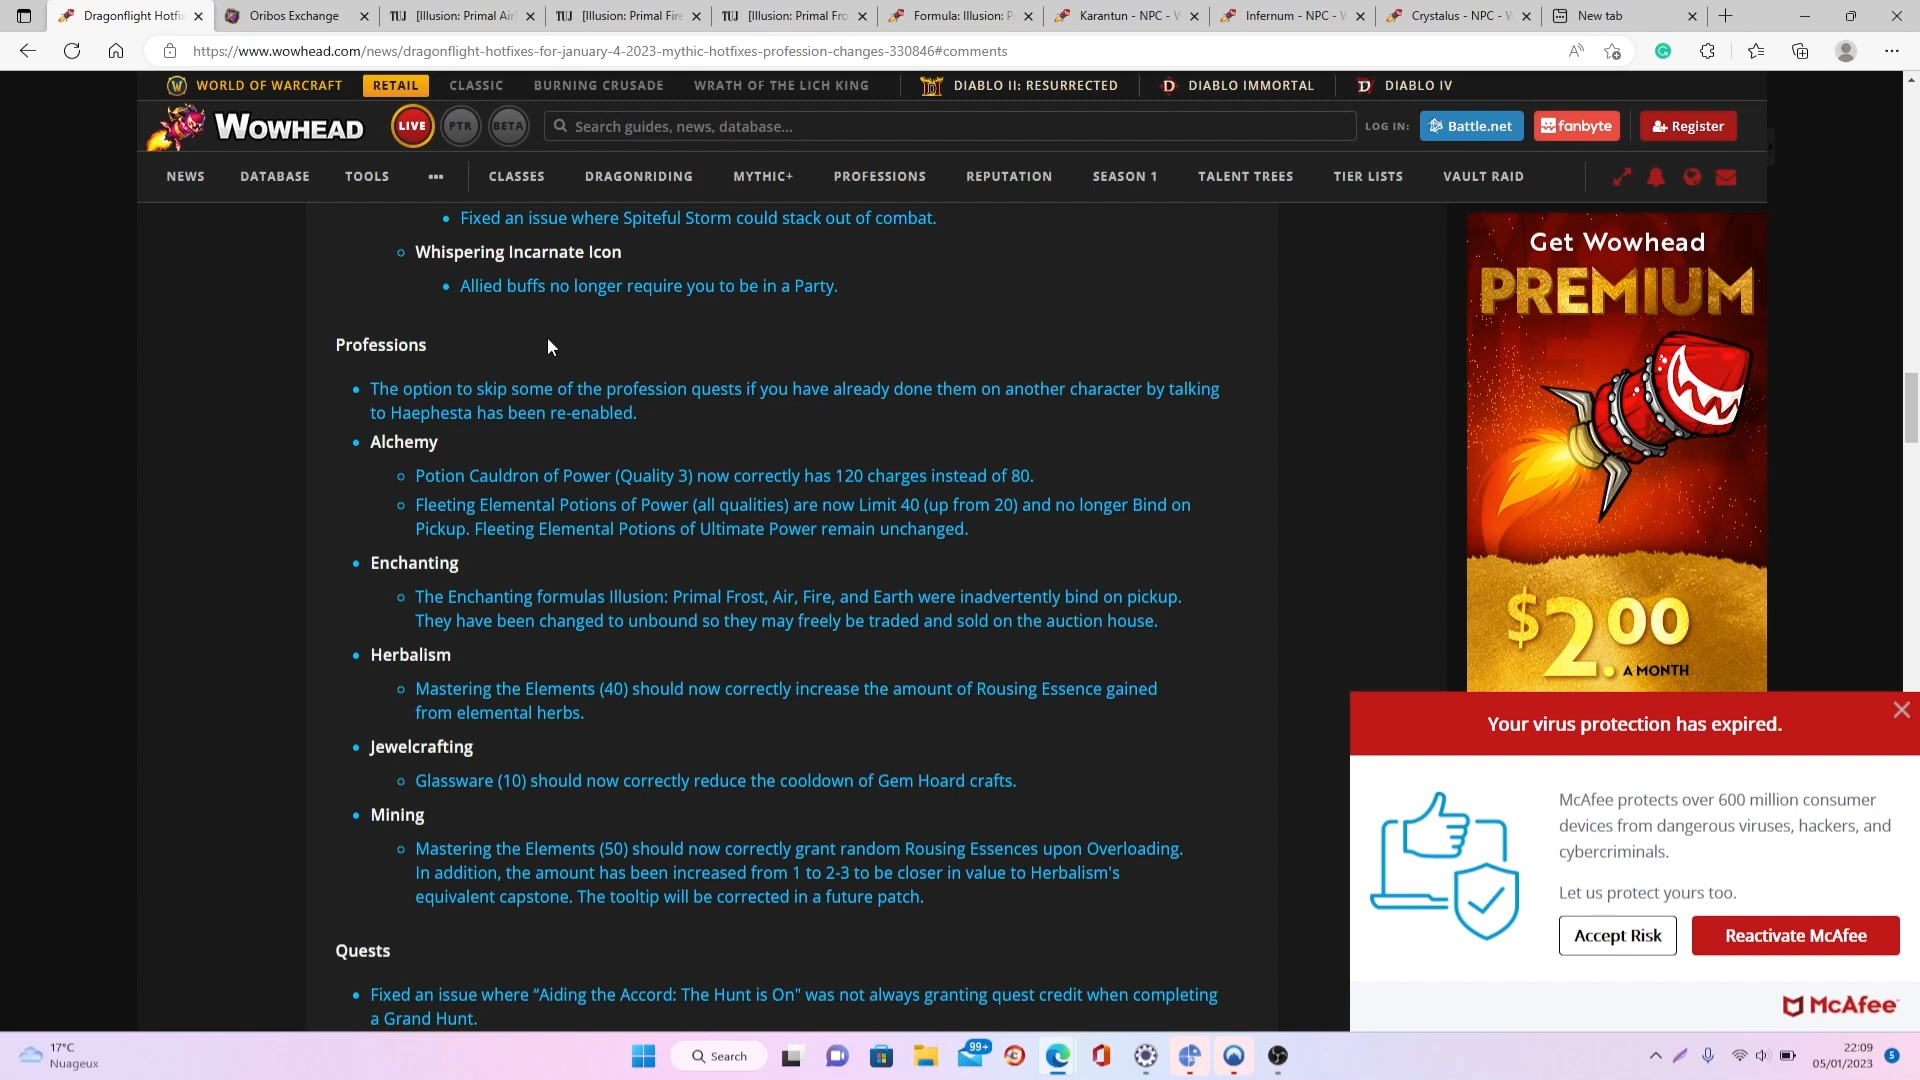 Dragonflight Hotfi
Oribos Exchange
TUJ [Illusion: Primal Air]
TUJ [Illusion: Primal Fire
TUJ [Illusion: Primal Fro
Formula: Illusion: P
Karantun - NPC - W
Infernum - NPC - W
Crystalus - NPC - W
New tab
https://www.wowhead.com/news/dragonflight-hotfixes-for-january-4-2023-mythic-hotfixes-profession-changes-330846#comments
WORLD OF WARCRAFT RETAIL CLASSIC BURNING CRUSADE WRATH OF THE LICH KING DIABLO II: RESURRECTED DIABLO IMMORTAL DIABLO IV
WOWHEAD LIVE PTR BETA Search guides, news, database... LOG IN: Battle.net fanbyte Register
NEWS DATABASE TOOLS ••• CLASSES DRAGONRIDING MYTHIC+ PROFESSIONS REPUTATION SEASON 1 TALENT TREES TIER LISTS VAULT RAID
Fixed an issue where Spiteful Storm could stack out of combat.
Whispering Incarnate Icon
Allied buffs no longer require you to be in a Party.
Professions
The option to skip some of the profession quests if you have already done them on another character by talking
to Haephesta has been re-enabled.
Alchemy
Potion Cauldron of Power (Quality 3) now correctly has 120 charges instead of 80.
Fleeting Elemental Potions of Power (all qualities) are now Limit 40 (up from 20) and no longer Bind on
Pickup. Fleeting Elemental Potions of Ultimate Power remain unchanged.
Enchanting
The Enchanting formulas Illusion: Primal Frost, Air, Fire, and Earth were inadvertently bind on pickup.
They have been changed to unbound so they may freely be traded and sold on the auction house.
Herbalism
Mastering the Elements (40) should now correctly increase the amount of Rousing Essence gained
from elemental herbs.
Jewelcrafting
Glassware (10) should now correctly reduce the cooldown of Gem Hoard crafts.
Mining
Mastering the Elements (50) should now correctly grant random Rousing Essences upon Overloading.
In addition, the amount has been increased from 1 to 2-3 to be closer in value to Herbalism's
equivalent capstone. The tooltip will be corrected in a future patch.
Quests
Fixed an issue where “Aiding the Accord: The Hunt is On" was not always granting quest credit when completing
a Grand Hunt.
Get Wowhead
PREMIUM
$2.00
A MONTH
Your virus protection has expired.
McAfee protects over 600 million consumer
devices from dangerous viruses, hackers, and
cybercriminals.
Let us protect yours too.
Accept Risk
Reactivate McAfee
McAfee
17°C
Nuageux
Search
99+
22:09
05/01/2023
5